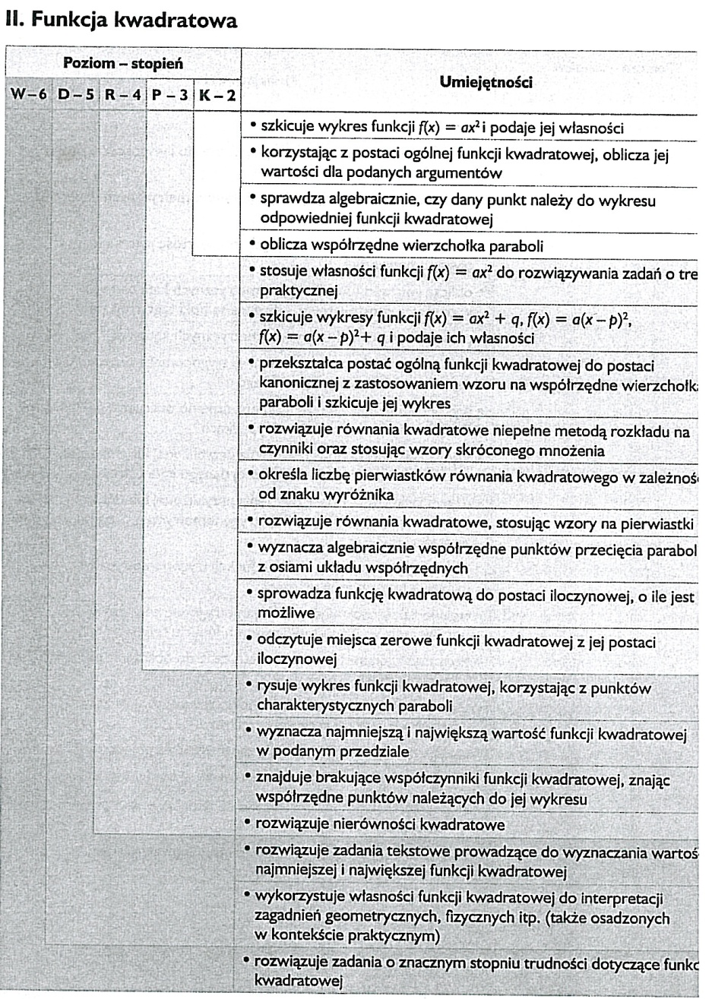 II. Funkcja kwadratowa
Poziom – stopień
Umiejętności
W – 6 D – 5 R – 4 P – 3 K – 2
• szkicuje wykres funkcji f(x) = ax² i podaje jej własności
• korzystając z postaci ogólnej funkcji kwadratowej, oblicza jej
wartości dla podanych argumentów
• sprawdza algebraicznie, czy dany punkt należy do wykresu
odpowiedniej funkcji kwadratowej
• oblicza współrzędne wierzchołka paraboli
• stosuje własności funkcji f(x) = ax² do rozwiązywania zadań o tre
praktycznej
• szkicuje wykresy funkcji f(x) = ax² + q, f(x) = a(x – p)²,
f(x) = a(x – p)² + q i podaje ich własności
• przekształca postać ogólną funkcji kwadratowej do postaci
kanonicznej z zastosowaniem wzoru na współrzędne wierzchołk
paraboli i szkicuje jej wykres
• rozwiązuje równania kwadratowe niepełne metodą rozkładu na
czynniki oraz stosując wzory skróconego mnożenia
• określa liczbę pierwiastków równania kwadratowego w zależnoś
od znaku wyróżnika
• rozwiązuje równania kwadratowe, stosując wzory na pierwiastki
• wyznacza algebraicznie współrzędne punktów przecięcia parabol
z osiami układu współrzędnych
• sprowadza funkcję kwadratową do postaci iloczynowej, o ile jest
możliwe
• odczytuje miejsca zerowe funkcji kwadratowej z jej postaci
iloczynowej
• rysuje wykres funkcji kwadratowej, korzystając z punktów
charakterystycznych paraboli
• wyznacza najmniejszą i największą wartość funkcji kwadratowej
w podanym przedziale
• znajduje brakujące współczynniki funkcji kwadratowej, znając
współrzędne punktów należących do jej wykresu
• rozwiązuje nierówności kwadratowe
• rozwiązuje zadania tekstowe prowadzące do wyznaczania wartoś
najmniejszej i największej funkcji kwadratowej
• wykorzystuje własności funkcji kwadratowej do interpretacji
zagadnień geometrycznych, fizycznych itp. (także osadzonych
w kontekście praktycznym)
• rozwiązuje zadania o znacznym stopniu trudności dotyczące funkc
kwadratowej